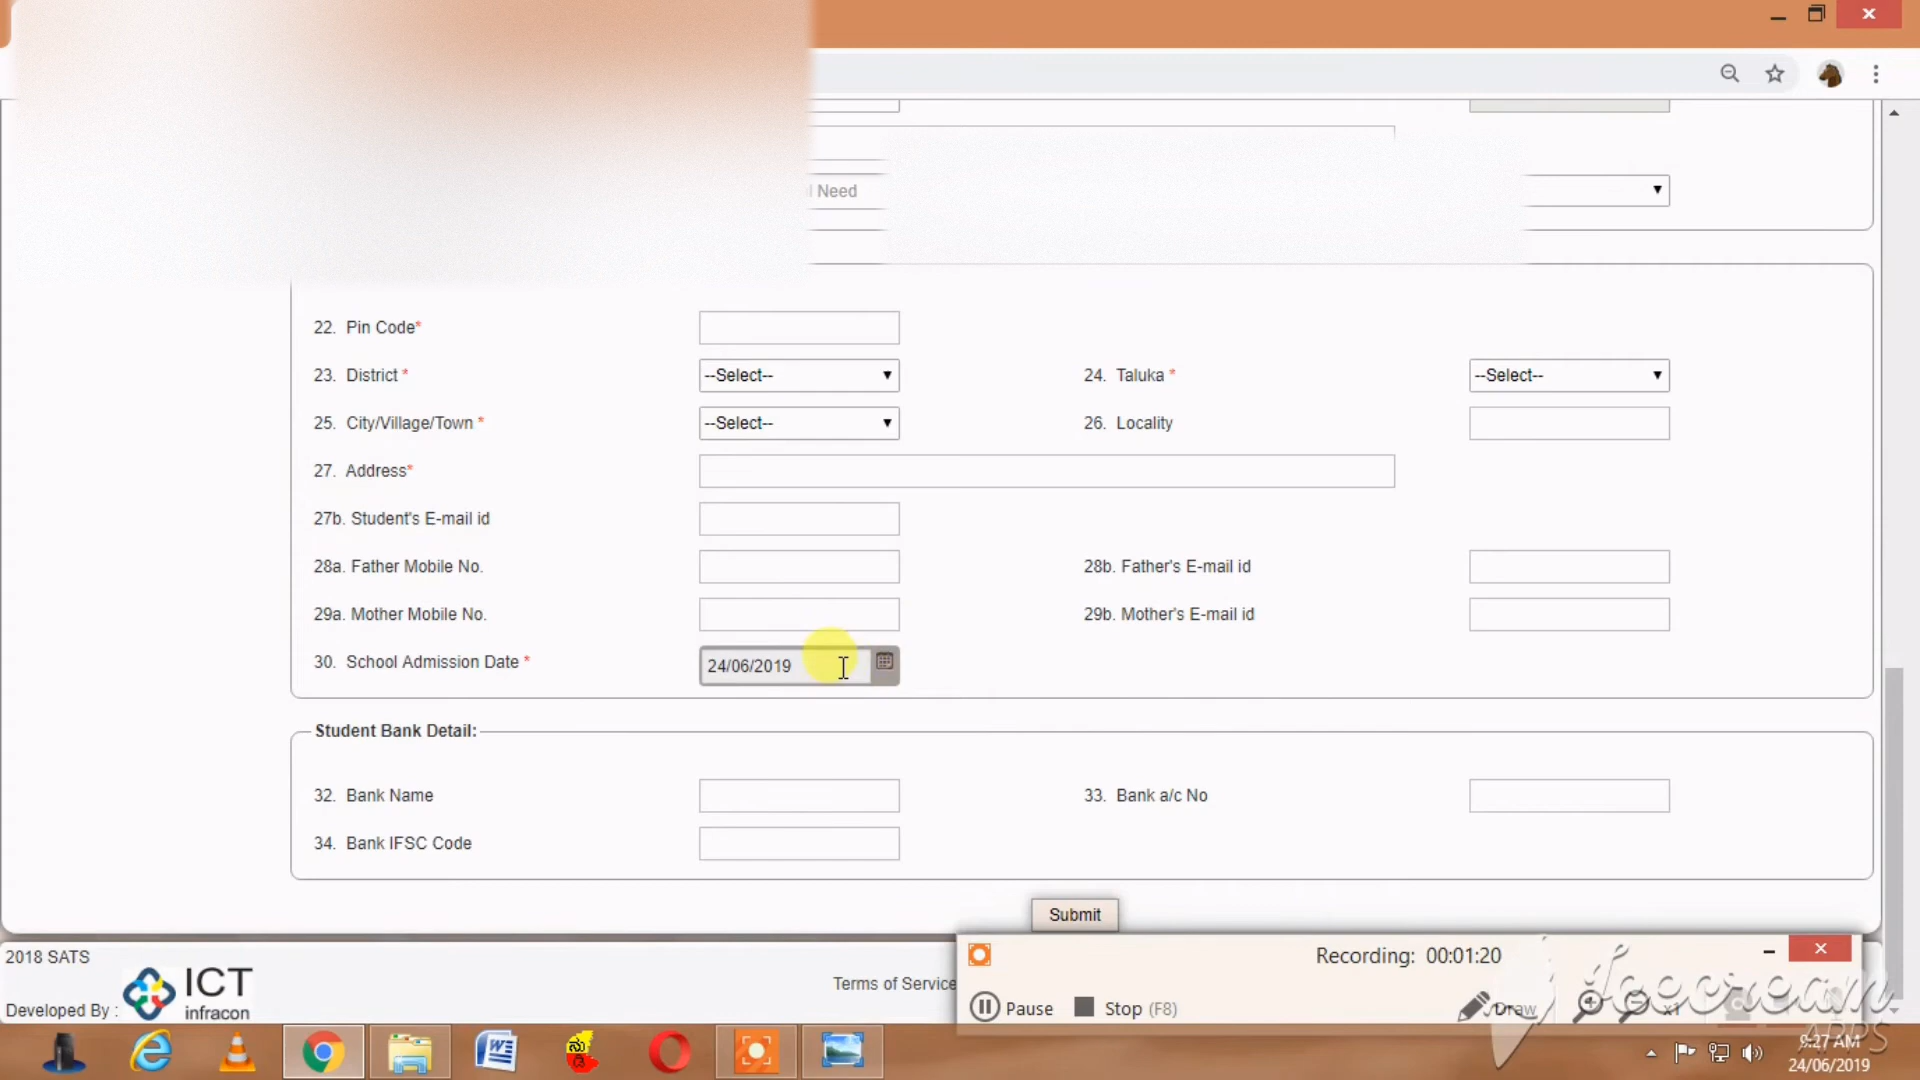 Need
22. Pin Code*
23. District * --Select-- 24. Taluka * --Select--
25. City/Village/Town * --Select-- 26. Locality
27. Address*
27b. Student's E-mail id
28a. Father Mobile No. 28b. Father's E-mail id
29a. Mother Mobile No. 29b. Mother's E-mail id
30. School Admission Date * 24/06/2019
Student Bank Detail:
32. Bank Name 33. Bank a/c No
34. Bank IFSC Code
Submit
2018 SATS
Recording: 00:01:20
Terms of Service
Developed By : ICT
infracon
Pause Stop (F8) Draw x1
Icecream
APPS
9:27 AM
24/06/2019